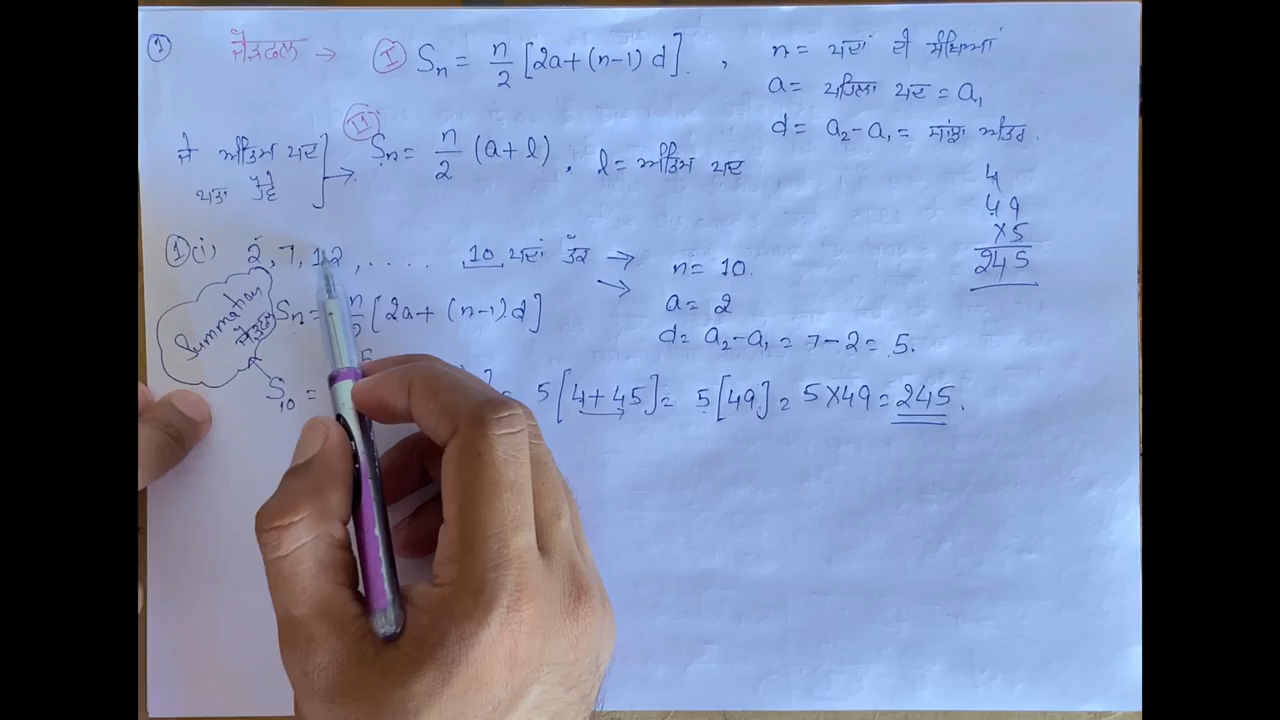 ① ਜੋੜਫਲ → Ⓘ Sₙ = n/2 [2a+(n-1) d] , n = ਪਦਾਂ ਦੀ ਸੰਖਿਆਂ
a = ਪਹਿਲਾ ਪਦ = a₁
d = a₂-a₁ = ਸਾਂਝਾ ਅੰਤਰ.
ਜੇ ਅੰਤਿਮ ਪਦ ਪਤਾ ਹੋਵੇ → Ⓘⓘ Sₙ = n/2 (a + l) , l = ਅੰਤਿਮ ਪਦ
4
49
×5
245
① (i) 2, 7, 12, .... 10 ਪਦਾਂ ਤੱਕ → n = 10.
a = 2
d = a₂-a₁ = 7-2 = 5.
Summation
ਜੋੜਫਲ
Sₙ = n [2a+ (n-1).d]
5
S₁₀ = 5[4+45] = 5[49] = 5×49 = 245.